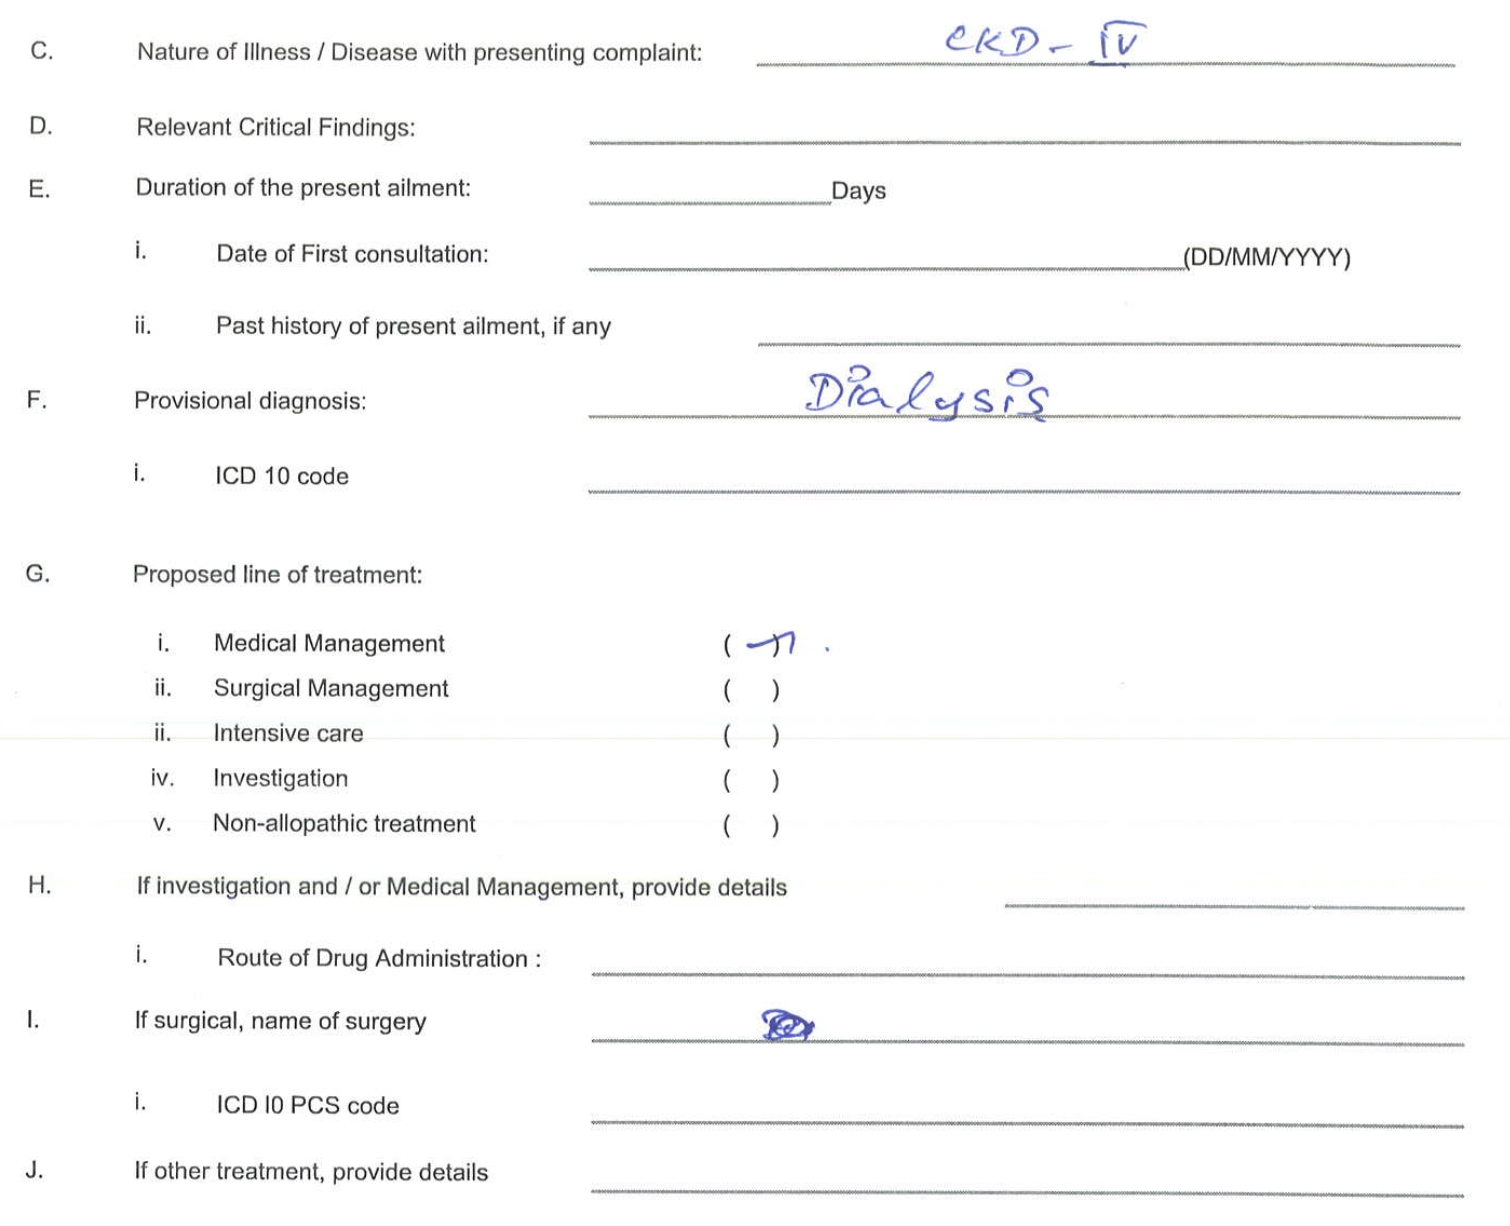 C. Nature of Illness / Disease with presenting complaint: CKD - IV
D. Relevant Critical Findings:
E. Duration of the present ailment: Days
i. Date of First consultation: (DD/MM/YYYY)
ii. Past history of present ailment, if any
F. Provisional diagnosis: Dialysis
i. ICD 10 code
G. Proposed line of treatment:
i. Medical Management ( )
ii. Surgical Management ( )
ii. Intensive care ( )
iv. Investigation ( )
v. Non-allopathic treatment ( )
H. If investigation and / or Medical Management, provide details
i. Route of Drug Administration :
I. If surgical, name of surgery
i. ICD I0 PCS code
J. If other treatment, provide details